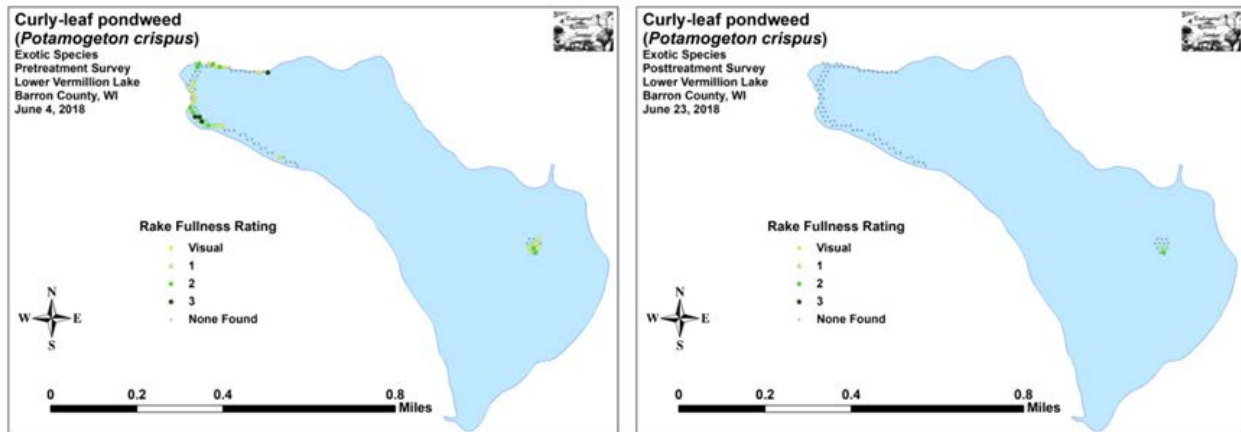 Curly-leaf pondweed
(Potamogeton crispus)
Exotic Species
Pretreatment Survey
Lower Vermillion Lake
Barron County, WI
June 4, 2018
Rake Fullness Rating
Visual
1
2
3
None Found
N
W E
S
0 0.2 0.4 0.8
Miles
Curly-leaf pondweed
(Potamogeton crispus)
Exotic Species
Posttreatment Survey
Lower Vermillion Lake
Barron County, WI
June 23, 2018
Rake Fullness Rating
Visual
1
2
3
None Found
N
W E
S
0 0.2 0.4 0.8
Miles